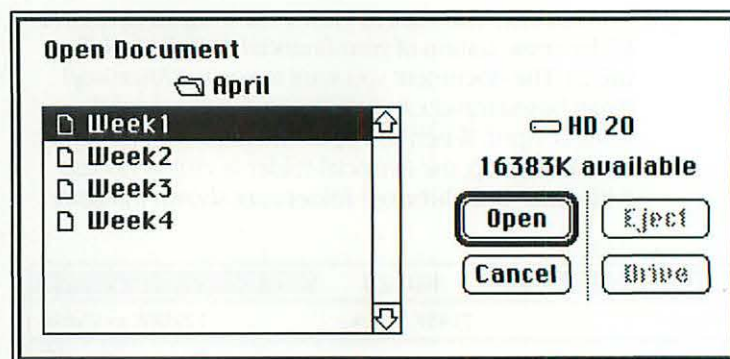 Open Document
April
Week1
Week2
Week3
Week4
HD 20
16383K available
Open
Eject
Cancel
Drive